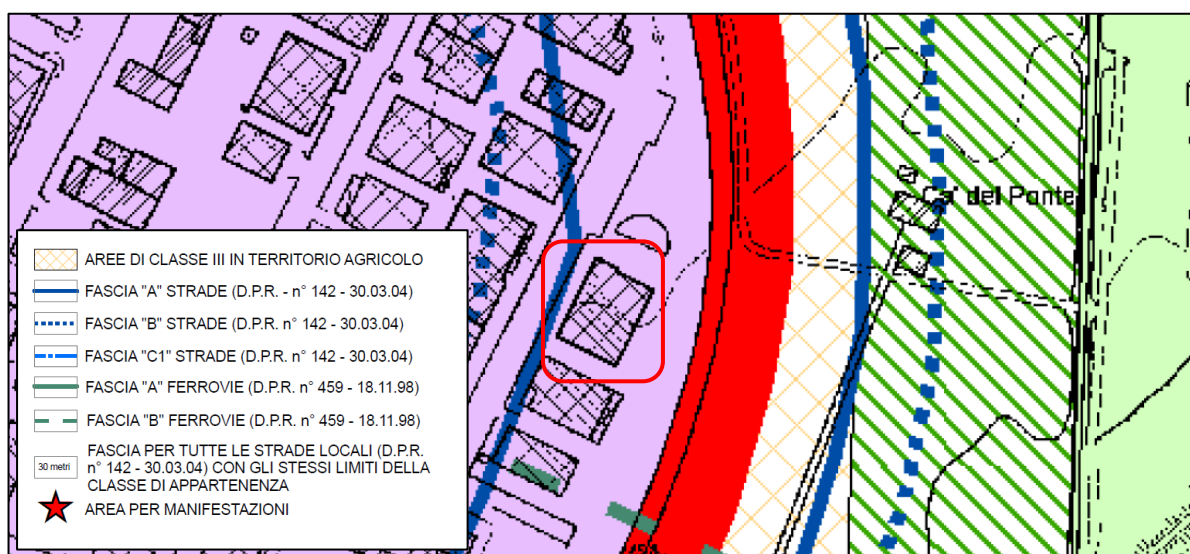 Ca' del Ponte
AREE DI CLASSE III IN TERRITORIO AGRICOLO
FASCIA "A" STRADE (D.P.R. - n° 142 - 30.03.04)
FASCIA "B" STRADE (D.P.R. n° 142 - 30.03.04)
FASCIA "C1" STRADE (D.P.R. n° 142 - 30.03.04)
FASCIA "A" FERROVIE (D.P.R. n° 459 - 18.11.98)
FASCIA "B" FERROVIE (D.P.R. n° 459 - 18.11.98)
30 metri
FASCIA PER TUTTE LE STRADE LOCALI (D.P.R.
n° 142 - 30.03.04) CON GLI STESSI LIMITI DELLA
CLASSE DI APPARTENENZA
AREA PER MANIFESTAZIONI